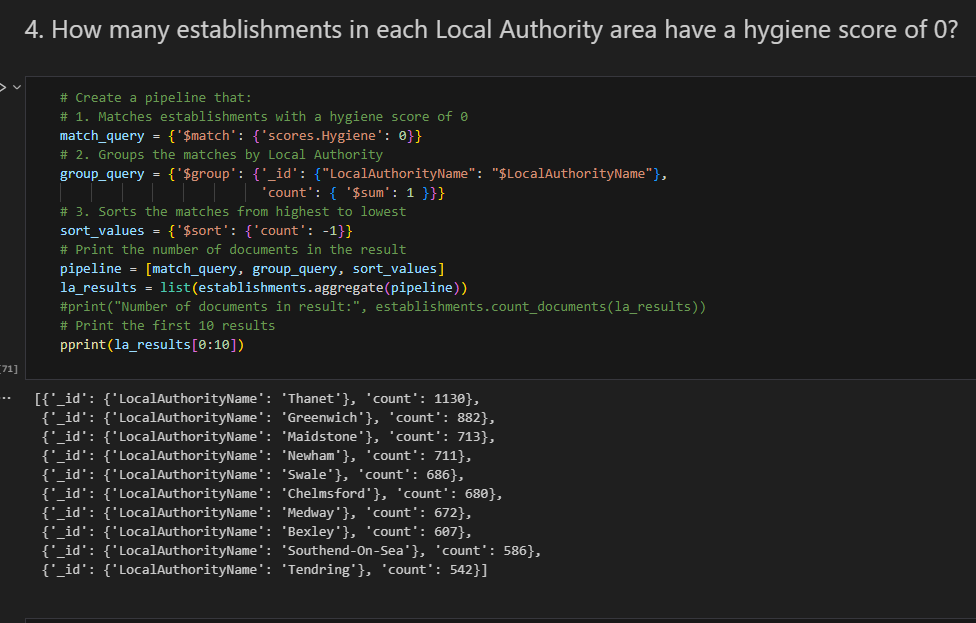 4. How many establishments in each Local Authority area have a hygiene score of 0?
# Create a pipeline that:
# 1. Matches establishments with a hygiene score of 0
match_query = {'$match': {'scores.Hygiene': 0}}
# 2. Groups the matches by Local Authority
group_query = {'$group': {'_id': {"LocalAuthorityName": "$LocalAuthorityName"},
'count': { '$sum': 1 }}}
# 3. Sorts the matches from highest to lowest
sort_values = {'$sort': {'count': -1}}
# Print the number of documents in the result
pipeline = [match_query, group_query, sort_values]
la_results = list(establishments.aggregate(pipeline))
#print("Number of documents in result:", establishments.count_documents(la_results))
# Print the first 10 results
pprint(la_results[0:10])
71]
[{'_id': {'LocalAuthorityName': 'Thanet'}, 'count': 1130},
{'_id': {'LocalAuthorityName': 'Greenwich'}, 'count': 882},
{'_id': {'LocalAuthorityName': 'Maidstone'}, 'count': 713},
{'_id': {'LocalAuthorityName': 'Newham'}, 'count': 711},
{'_id': {'LocalAuthorityName': 'Swale'}, 'count': 686},
{'_id': {'LocalAuthorityName': 'Chelmsford'}, 'count': 680},
{'_id': {'LocalAuthorityName': 'Medway'}, 'count': 672},
{'_id': {'LocalAuthorityName': 'Bexley'}, 'count': 607},
{'_id': {'LocalAuthorityName': 'Southend-On-Sea'}, 'count': 586},
{'_id': {'LocalAuthorityName': 'Tendring'}, 'count': 542}]